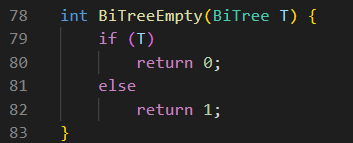 78 int BiTreeEmpty(BiTree T) {
79     if (T)
80         return 0;
81     else
82         return 1;
83 }